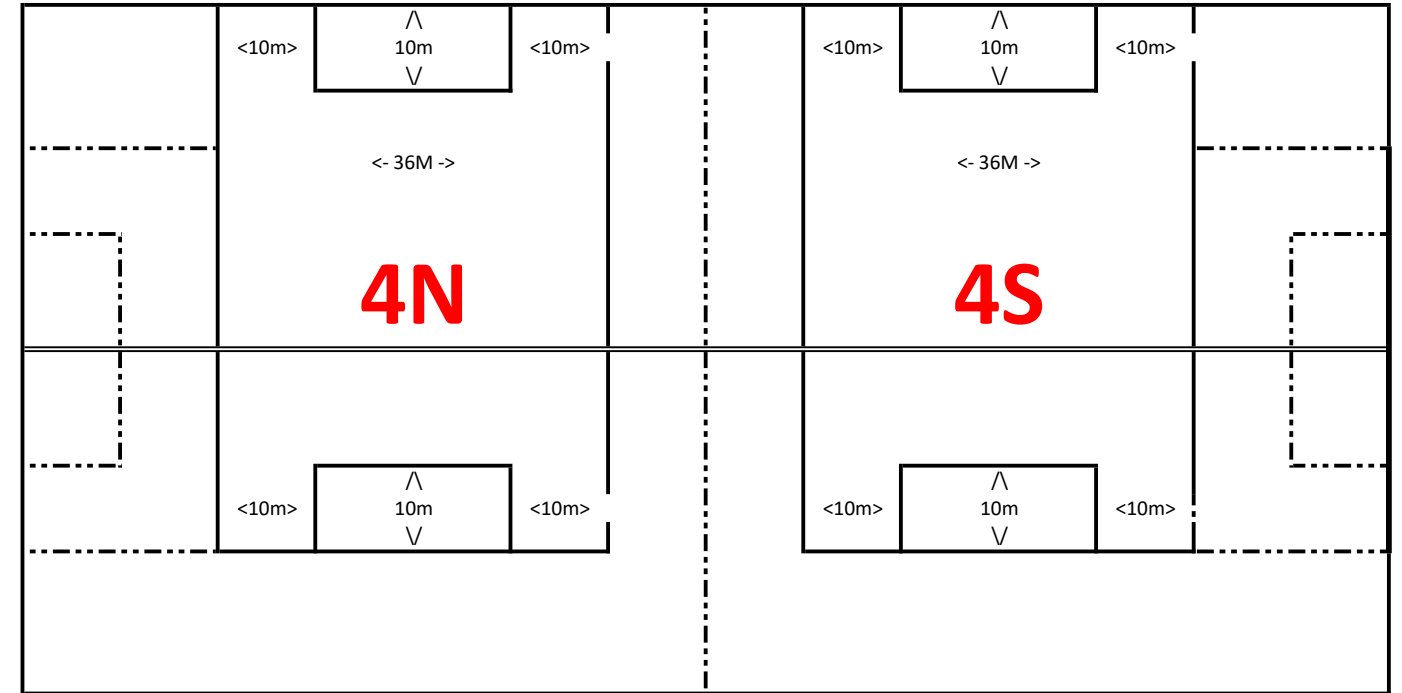 /\ /\
<10m> 10m <10m> <10m> 10m <10m>
\/ \/
<- 36M -> <- 36M ->
4N 4S
/\ /\
<10m> 10m <10m> <10m> 10m <10m>
\/ \/